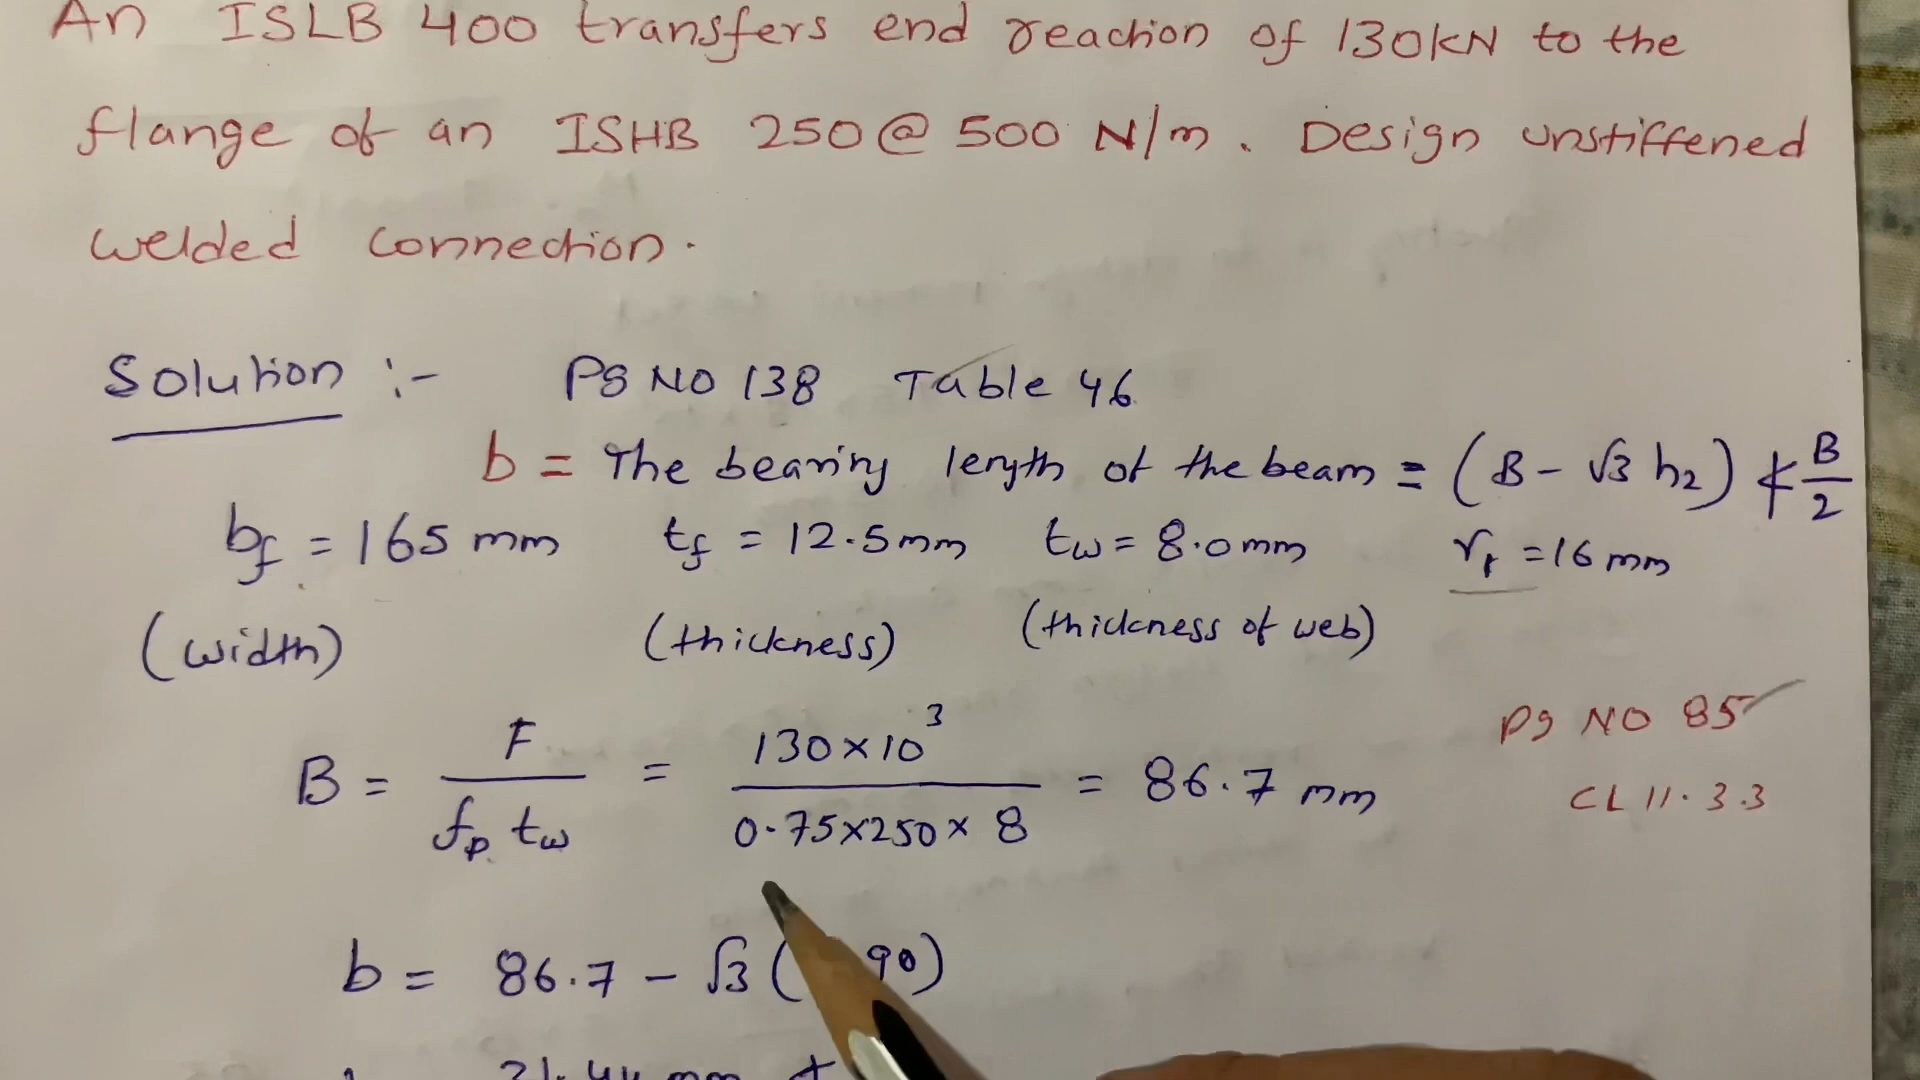 An ISLB 400 transfers end reaction of 130kN to the
flange of an ISHB 250 @ 500 N/m. Design unstiffened
welded connection.
Solution :- Pg NO 138 Table 46
b = The bearing length of the beam = (B - √3 h₂) ≮ B/2
bf = 165 mm tf = 12.5mm tw = 8.0mm r₁ = 16 mm
(width) (thickness) (thickness of web)
B = F / fp tw = 130×10³ / 0.75×250×8 = 86.7 mm
Pg NO 85
CL 11.3.3
b = 86.7 - √3 ( 90)